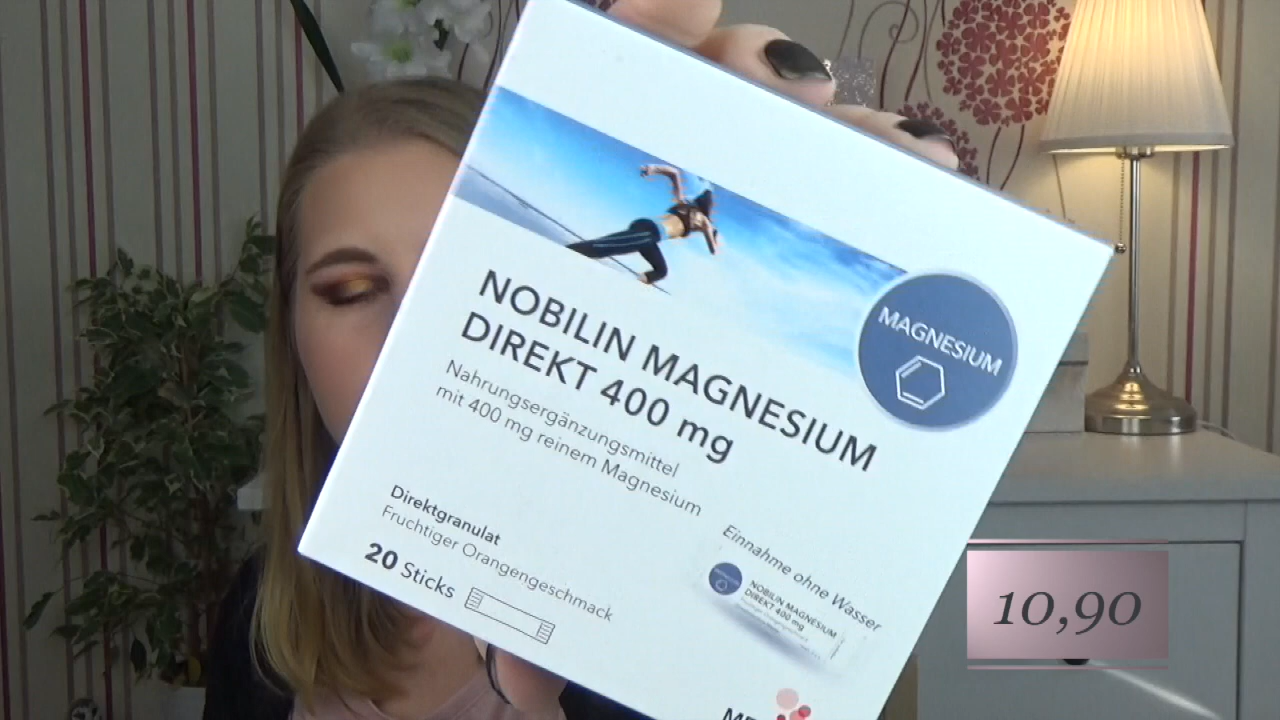 MAGNESIUM
NOBILIN MAGNESIUM
DIREKT 400 mg
Nahrungsergänzungsmittel
mit 400 mg reinem Magnesium
Direktgranulat
Fruchtiger Orangengeschmack
20 Sticks
Einnahme ohne Wasser
NOBILIN MAGNESIUM
DIREKT 400 mg
10,90